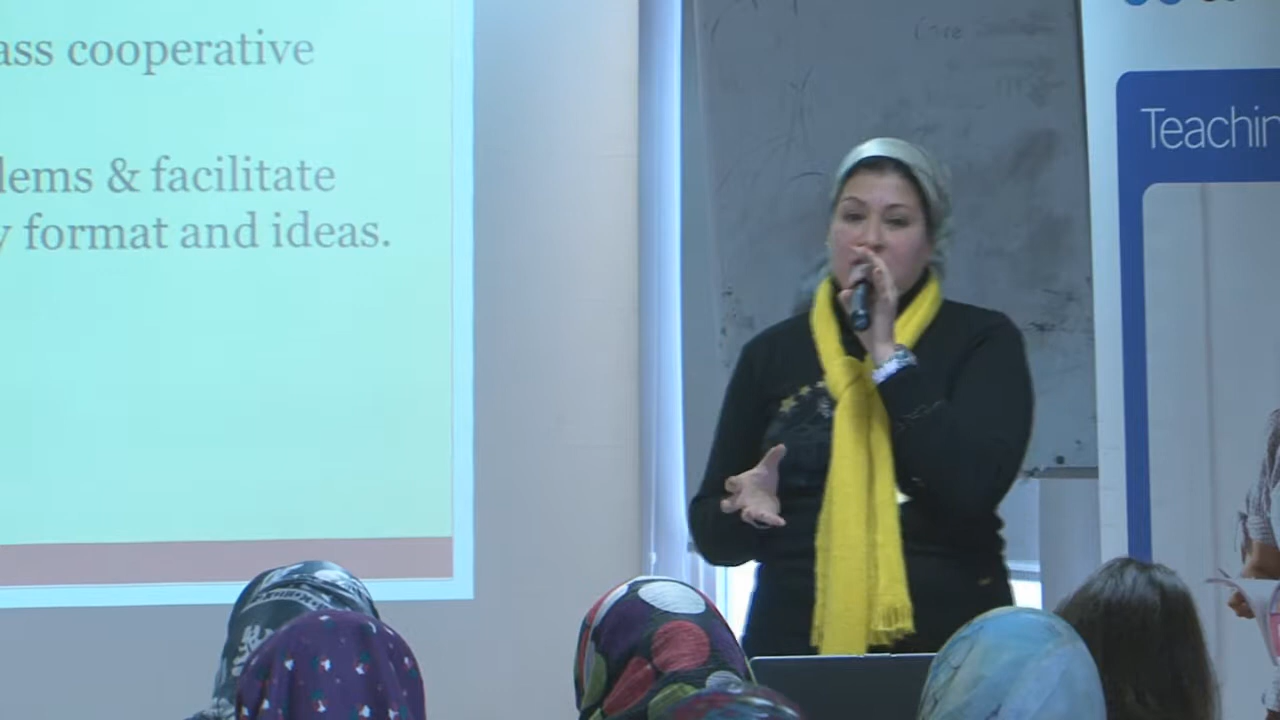 ass cooperative
lems & facilitate
y format and ideas.
Teachin